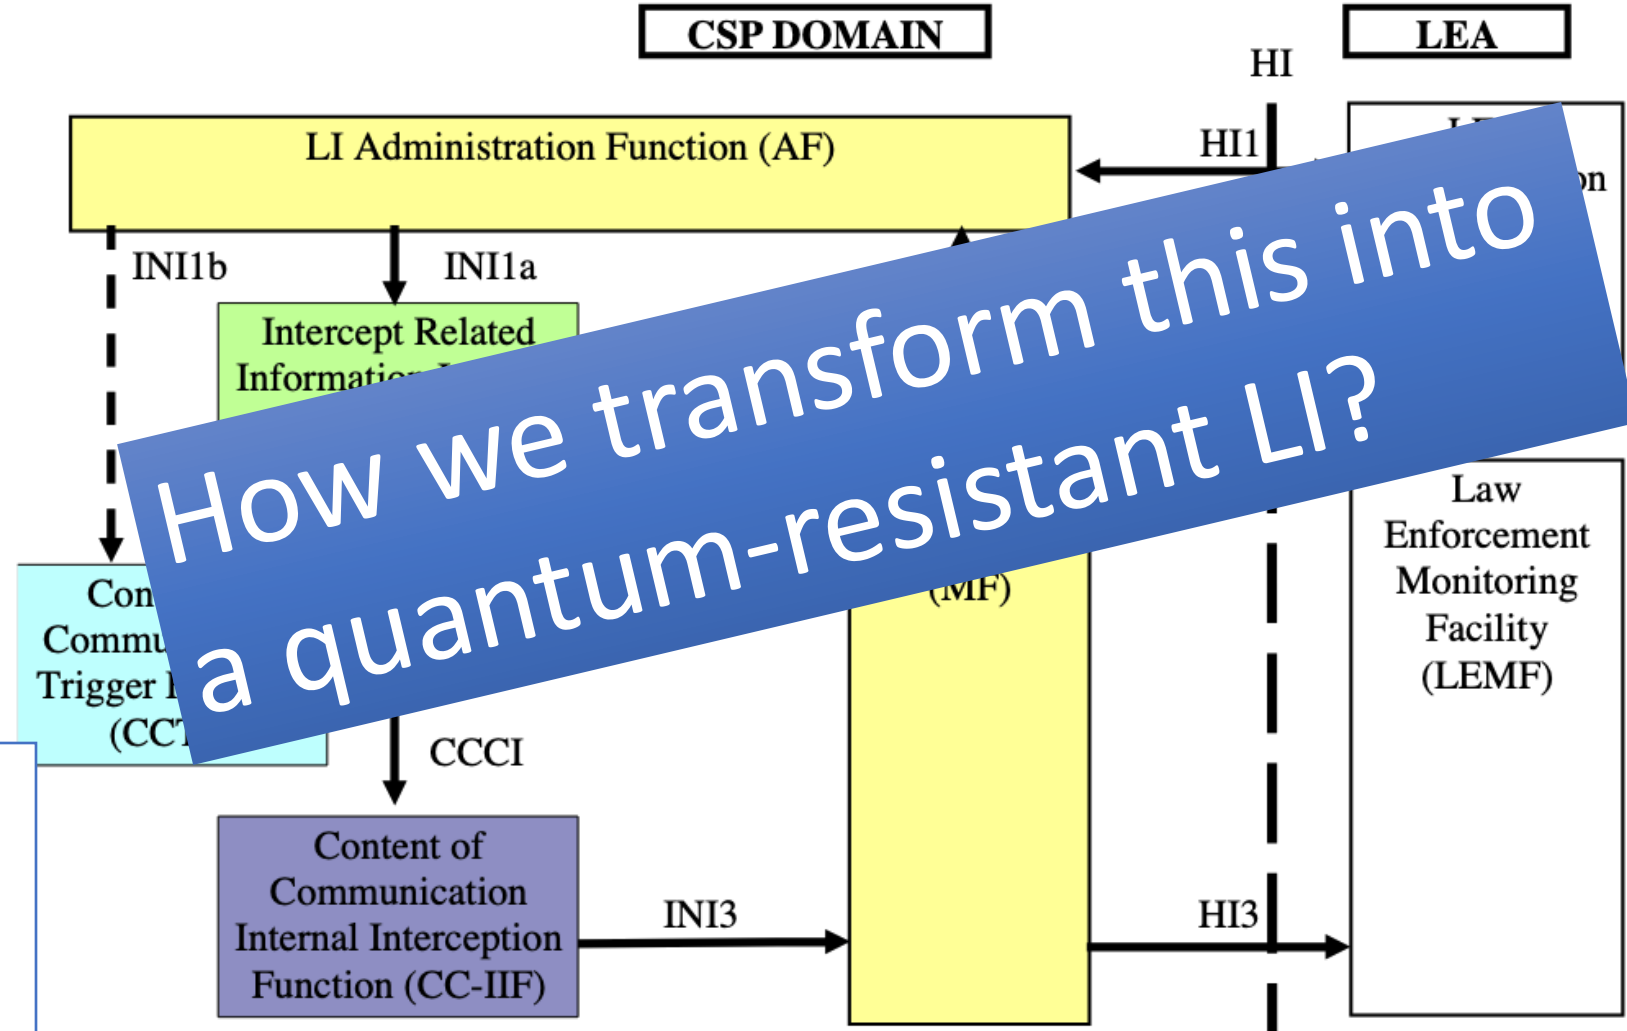 CSP DOMAIN
LEA
HI
LI Administration Function (AF)
HI1
INI1b
INI1a
Intercept Related
How we transform this into
a quantum-resistant LI?
(MF)
Trigger
CCCI
Law
Enforcement
Monitoring
Facility
(LEMF)
Content of
Communication
Internal Interception
Function (CC-IIF)
INI3
HI3